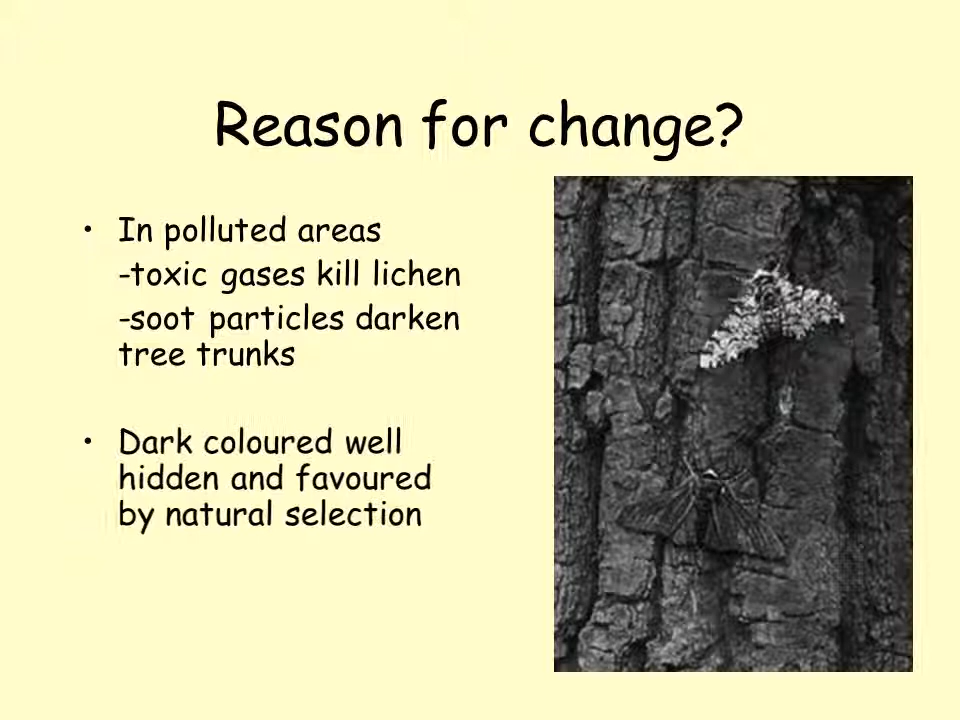 Reason for change?
• In polluted areas
-toxic gases kill lichen
-soot particles darken
tree trunks
• Dark coloured well
hidden and favoured
by natural selection